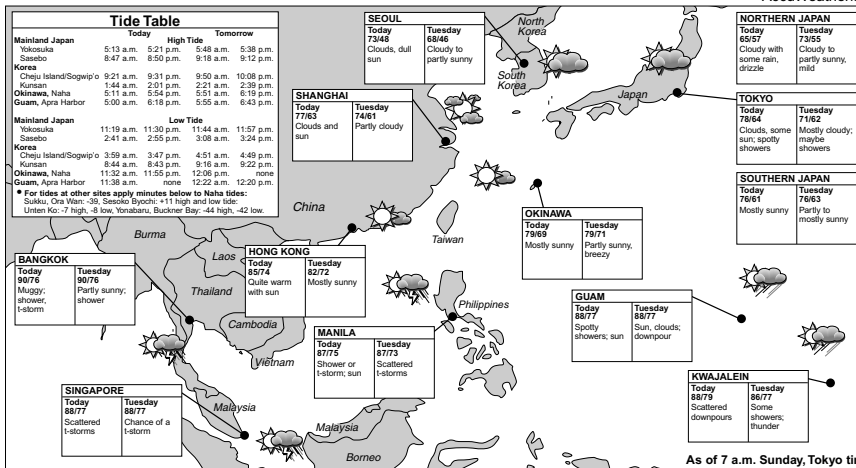 Tide Table
Today Tomorrow
Mainland Japan High Tide
Yokosuka 5:13 a.m. 5:21 p.m. 5:48 a.m. 5:38 p.m.
Sasebo 8:47 a.m. 8:50 p.m. 9:18 a.m. 9:12 p.m.
Korea
Cheju Island/Sogwip'o 9:21 a.m. 9:31 p.m. 9:50 a.m. 10:08 p.m.
Kunsan 1:44 a.m. 2:01 p.m. 2:21 a.m. 2:39 p.m.
Okinawa, Naha 5:11 a.m. 5:54 p.m. 5:51 a.m. 6:19 p.m.
Guam, Apra Harbor 5:00 a.m. 6:18 p.m. 5:55 a.m. 6:43 p.m.
Mainland Japan Low Tide
Yokosuka 11:19 a.m. 11:30 p.m. 11:44 a.m. 11:57 p.m.
Sasebo 2:41 a.m. 2:55 p.m. 3:08 a.m. 3:24 p.m.
Korea
Cheju Island/Sogwip'o 3:59 a.m. 3:47 p.m. 4:51 a.m. 4:49 p.m.
Kunsan 8:44 a.m. 8:43 p.m. 9:16 a.m. 9:22 p.m.
Okinawa, Naha 11:32 a.m. 11:55 p.m. 12:06 p.m. none
Guam, Apra Harbor 11:38 a.m. none 12:22 a.m. 12:20 p.m.
• For tides at other sites apply minutes below to Naha tides:
Sukku, Ora Wan: -39, Sesoko Byochi: +11 high and low tide:
Unten Ko: -7 high, -8 low, Yonabaru, Buckner Bay: -44 high, -42 low.
SEOUL
Today Tuesday
73/48 68/46
Clouds, dull Cloudy to
sun partly sunny
North
Korea
South
Korea
NORTHERN JAPAN
Today Tuesday
65/57 73/55
Cloudy with Cloudy to
some rain, partly sunny,
drizzle mild
Japan
SHANGHAI
Today Tuesday
77/63 74/61
Clouds and Partly cloudy
sun
TOKYO
Today Tuesday
78/64 71/62
Clouds, some Mostly cloudy;
sun; spotty maybe
showers showers
SOUTHERN JAPAN
Today Tuesday
76/61 76/63
Mostly sunny Partly to
mostly sunny
China
Taiwan
OKINAWA
Today Tuesday
79/69 79/71
Mostly sunny Partly sunny,
breezy
Burma
Laos
Thailand
Cambodia
Vietnam
HONG KONG
Today Tuesday
85/74 82/72
Quite warm Mostly sunny
with sun
BANGKOK
Today Tuesday
90/76 90/76
Muggy; Partly sunny;
shower, shower
t-storm
Philippines
MANILA
Today Tuesday
87/75 87/73
Shower or Scattered
t-storm; sun t-storms
GUAM
Today Tuesday
88/77 88/77
Spotty Sun, clouds;
showers; sun downpour
KWAJALEIN
Today Tuesday
88/79 86/77
Scattered Some
downpours showers;
thunder
SINGAPORE
Today Tuesday
88/77 88/77
Scattered Chance of a
t-storms t-storm
Malaysia
Malaysia
Borneo
As of 7 a.m. Sunday, Tokyo